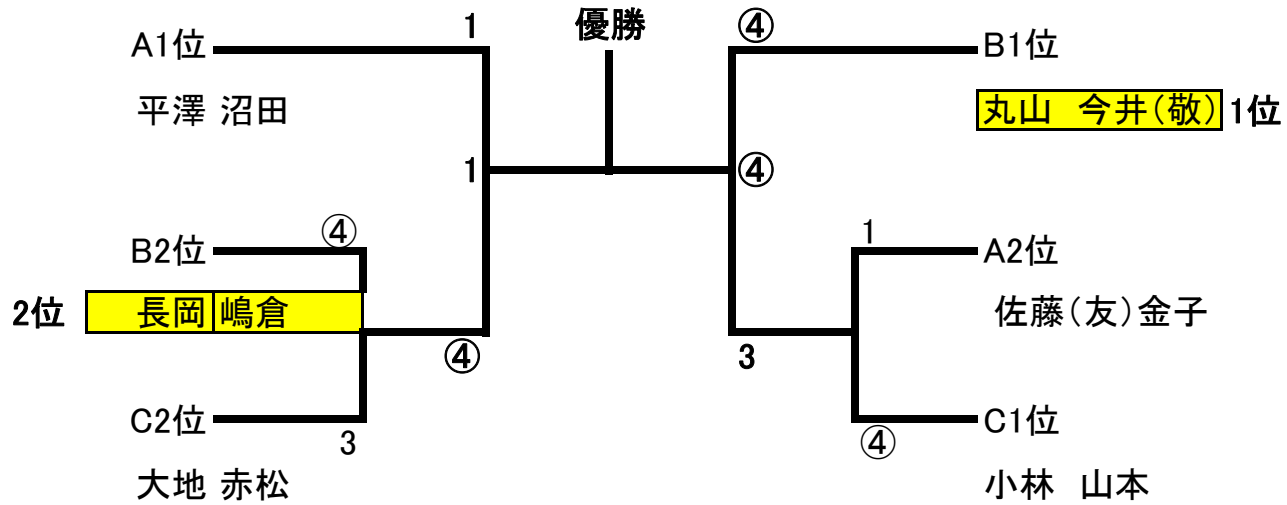 1 優勝 ④
A1位 B1位
平澤 沼田 丸山 今井(敬) 1位
1 ④
B2位 ④ 1 A2位
2位 長岡 嶋倉 佐藤(友)金子
④ 3
C2位 3 ④ C1位
大地 赤松 小林 山本